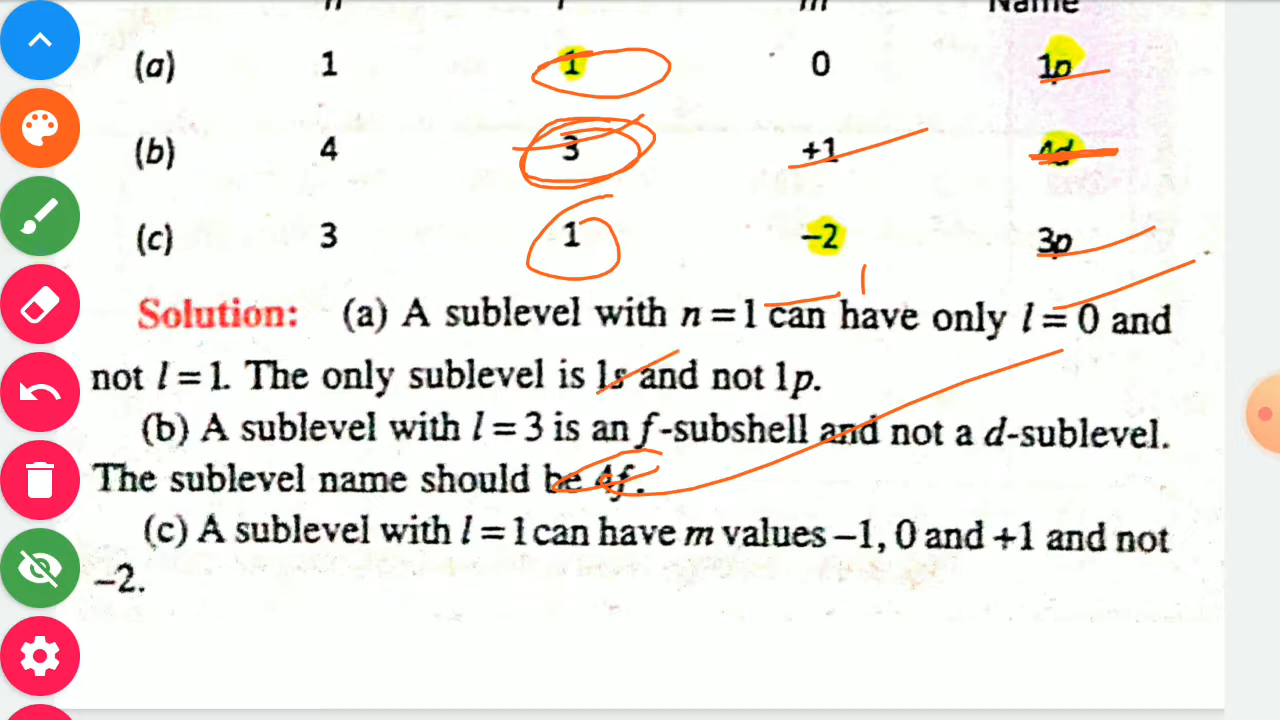 n l m Name
(a) 1 1 0 1p
(b) 4 3 +1 4d
(c) 3 1 –2 3p
Solution: (a) A sublevel with n = 1 can have only l = 0 and
not l = 1. The only sublevel is 1s and not 1p.
(b) A sublevel with l = 3 is an f-subshell and not a d-sublevel.
The sublevel name should be 4f.
(c) A sublevel with l = 1 can have m values –1, 0 and +1 and not
–2.